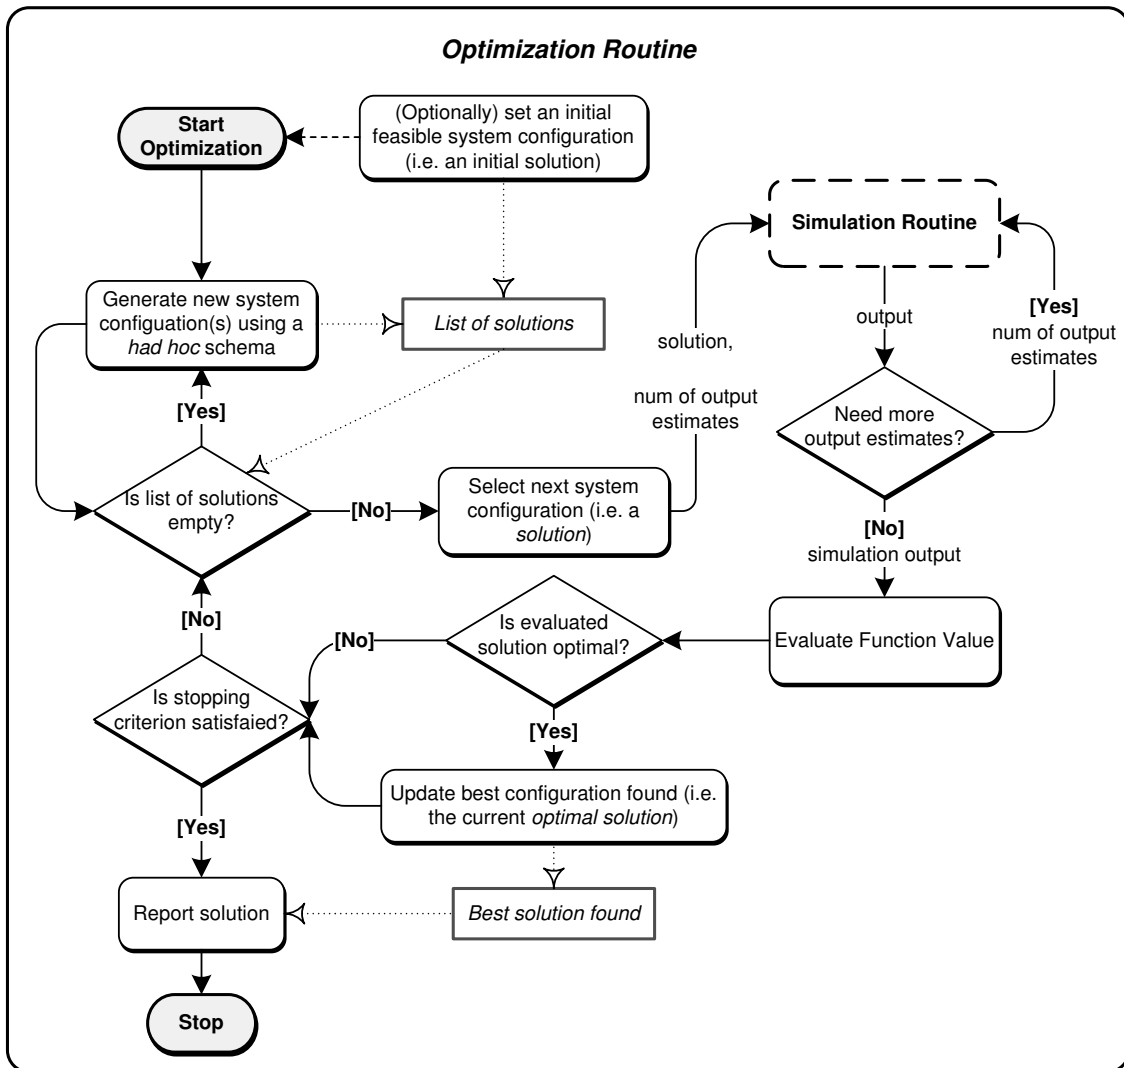 Optimization Routine
Start
Optimization
(Optionally) set an initial
feasible system configuration
(i.e. an initial solution)
Simulation Routine
Generate new system
configuation(s) using a
had hoc schema
List of solutions
output
solution,
[Yes]
num of output
estimates
[Yes]
num of output
estimates
Need more
output estimates?
Is list of solutions
empty?
[No]
Select next system
configuration (i.e. a
solution)
[No]
simulation output
[No]
Is evaluated
solution optimal?
Evaluate Function Value
[No]
Is stopping
criterion satisfaied?
[Yes]
Update best configuration found (i.e.
the current optimal solution)
[Yes]
Report solution
Best solution found
Stop